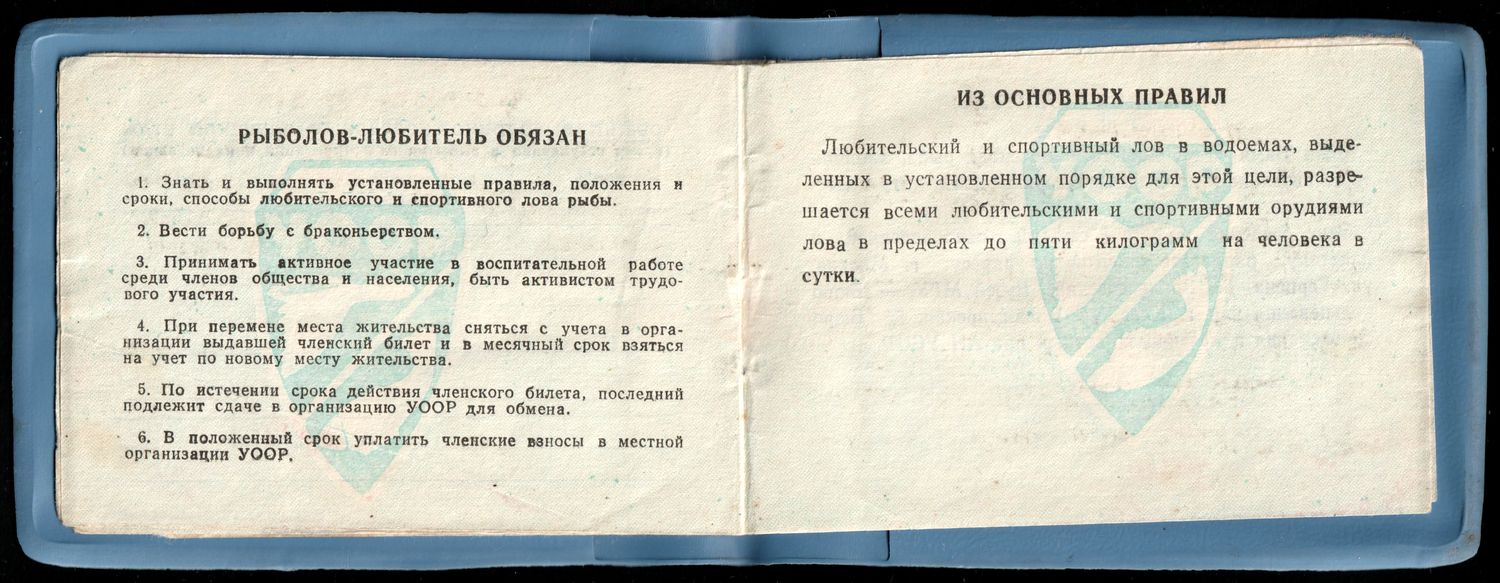 РЫБОЛОВ-ЛЮБИТЕЛЬ ОБЯЗАН
1. Знать и выполнять установленные правила, положения и
сроки, способы любительского и спортивного лова рыбы.
2. Вести борьбу с браконьерством.
3. Принимать активное участие в воспитательной работе
среди членов общества и населения, быть активистом трудо-
вого участия.
4. При перемене места жительства сняться с учета в орга-
низации выдавшей членский билет и в месячный срок взяться
на учет по новому месту жительства.
5. По истечении срока действия членского билета, последний
подлежит сдаче в организацию УООР для обмена.
6. В положенный срок уплатить членские взносы в местной
организации УООР.
ИЗ ОСНОВНЫХ ПРАВИЛ
Любительский и спортивный лов в водоемах, выде-
ленных в установленном порядке для этой цели, разре-
шается всеми любительскими и спортивными орудиями
лова в пределах до пяти килограмм на человека в
сутки.